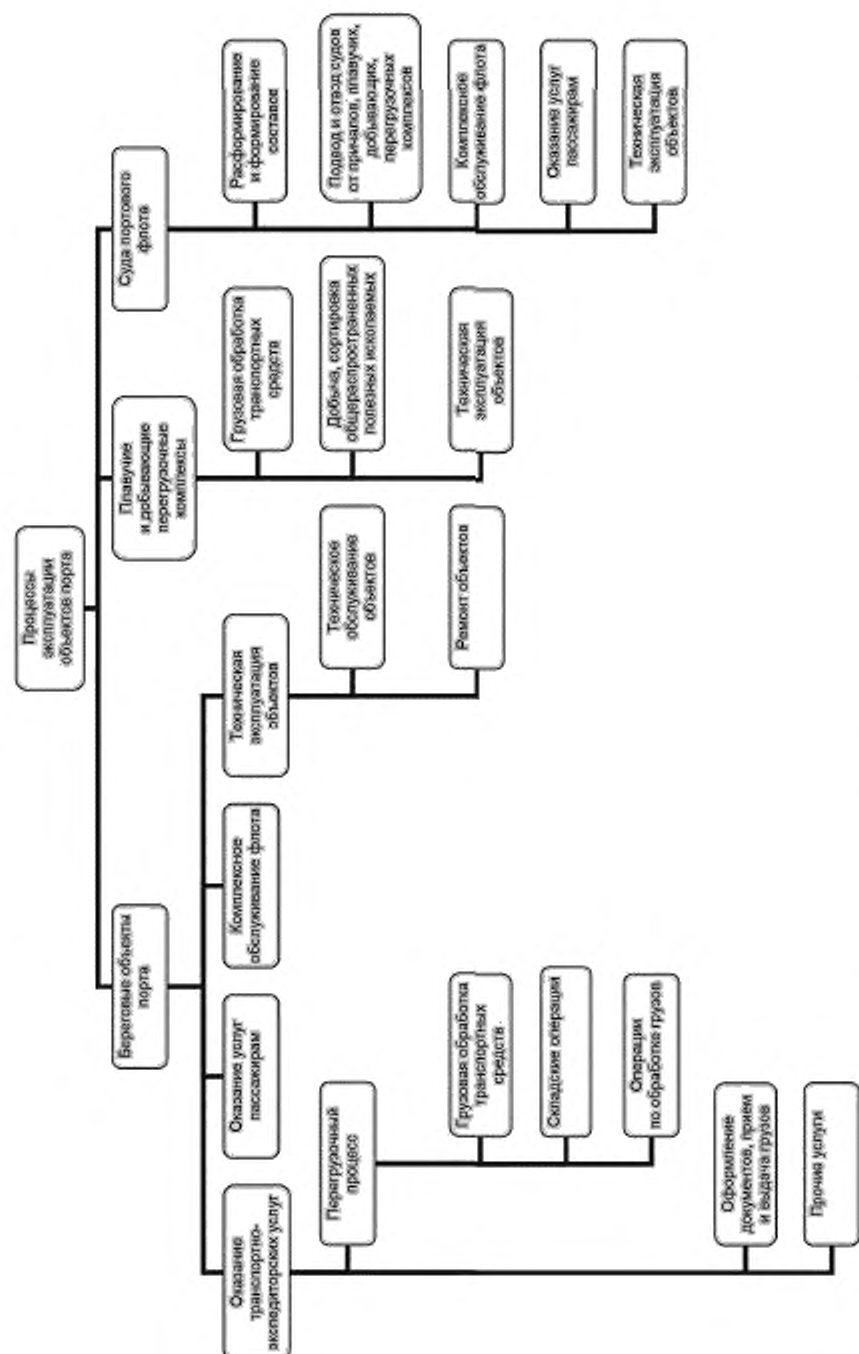 Процессы
эксплуатации
объектов порта
Береговые объекты
порта
Плавучие
и добывающие
перегрузочные
комплексы
Суда портового
флота
Оказание
транспортно-
экспедиторских услуг
Оказание услуг
пассажирам
Комплексное
обслуживание флота
Техническая
эксплуатация
объектов
Грузовая обработка
транспортных
средств
Расформирование
и формирование
составов
Перегрузочный
процесс
Техническое
обслуживание
объектов
Добыча, сортировка
общераспространенных
полезных ископаемых
Подвод и отвод судов
от причалов, плавучих,
добывающих,
перегрузочных
комплексов
Грузовая обработка
транспортных
средств
Ремонт объектов
Техническая
эксплуатация
объектов
Комплексное
обслуживание флота
Складские операции
Оказание услуг
пассажирам
Операции
по обработке грузов
Техническая
эксплуатация
объектов
Оформление
документов, прием
и выдача грузов
Прочие услуги